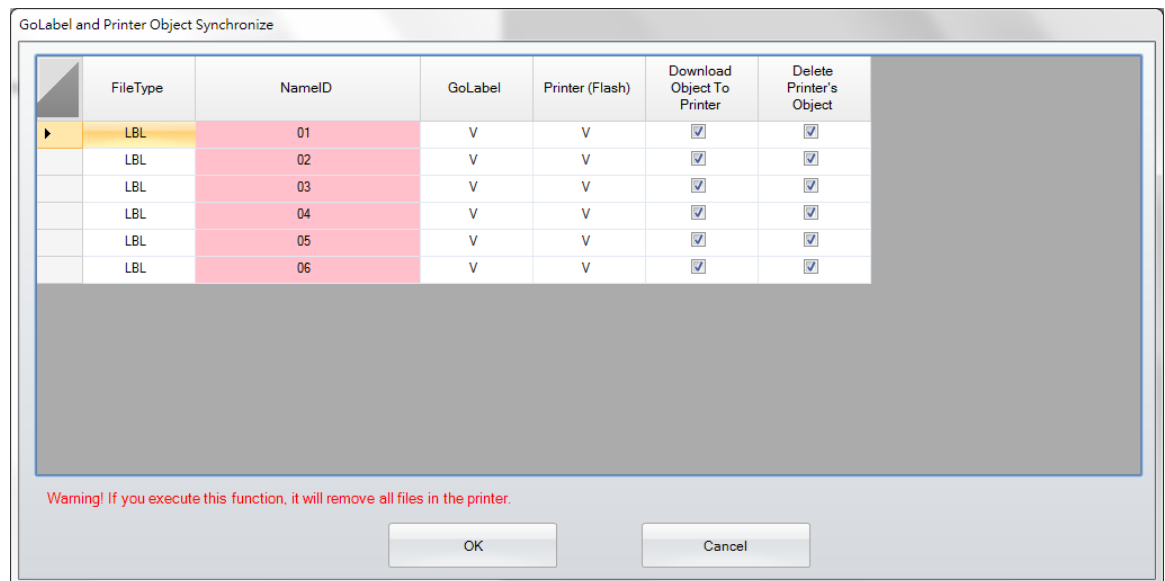 GoLabel and Printer Object Synchronize
FileType NameID GoLabel Printer (Flash) Download Object To Printer Delete Printer's Object
LBL 01 V V
LBL 02 V V
LBL 03 V V
LBL 04 V V
LBL 05 V V
LBL 06 V V
Warning! If you execute this function, it will remove all files in the printer.
OK Cancel